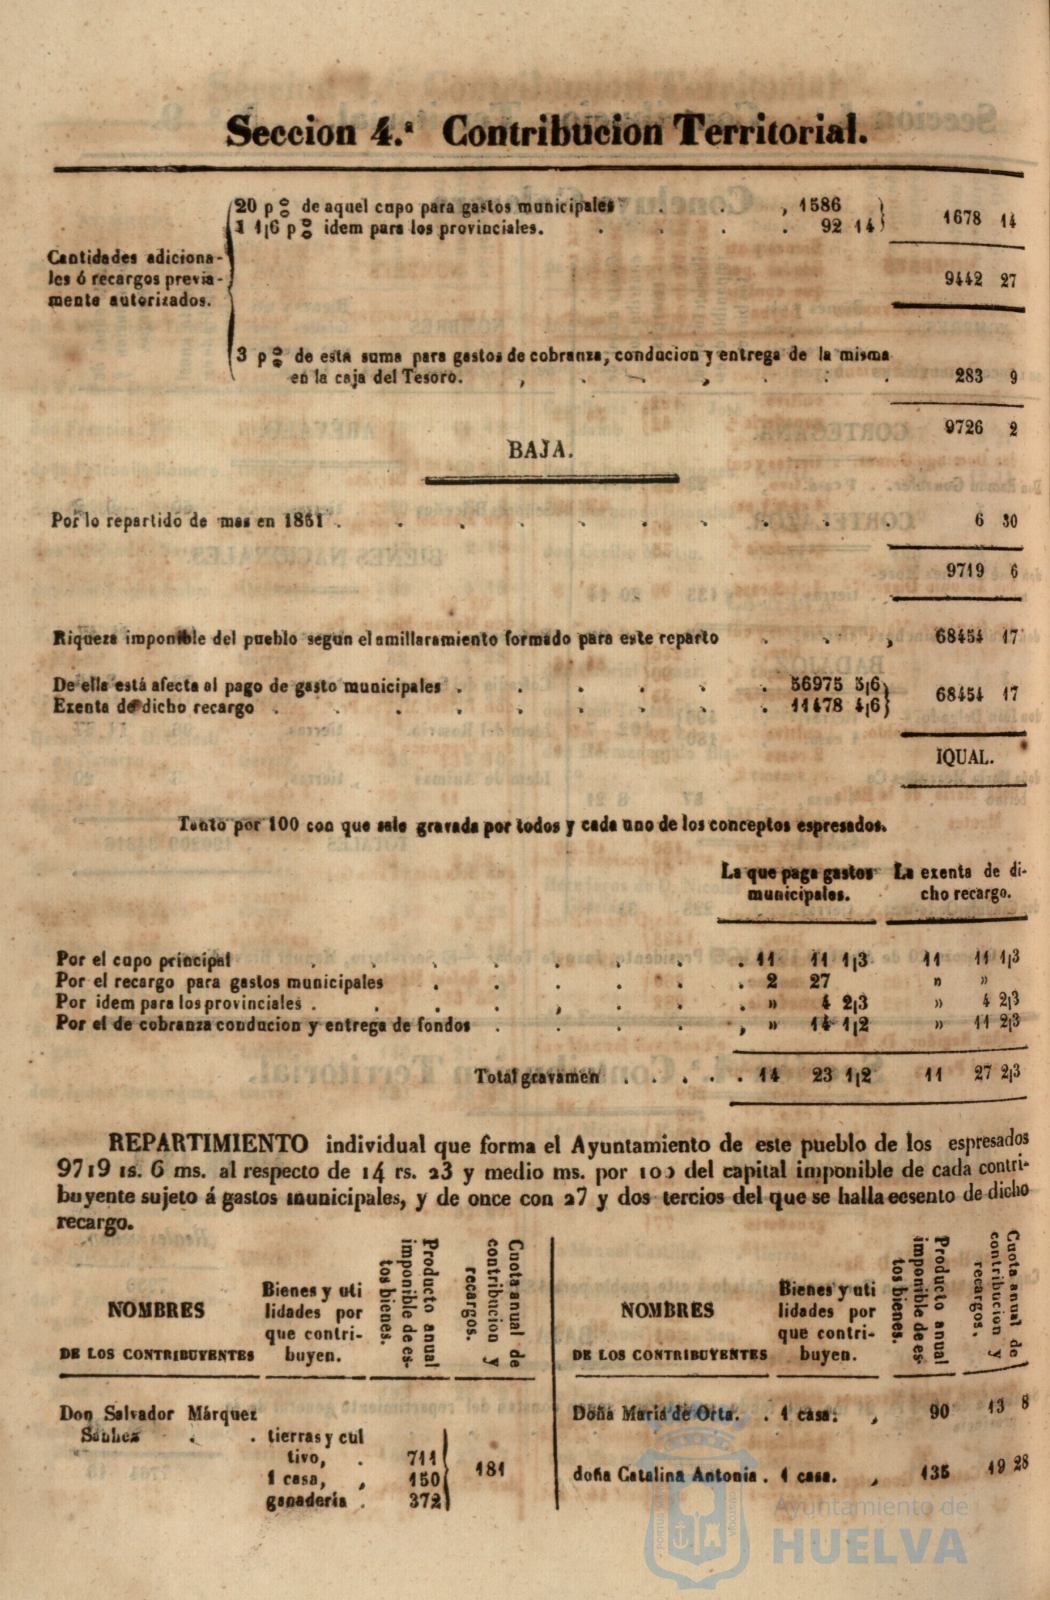 Seccion 4.ª Contribucion Territorial.
20 p % de aquel cupo para gastos municipales . . , 1586
1 1|6 p % idem para los provinciales. . . . . 92 14
1678 14
Cantidades adiciona-
les ó recargos previa-
mente autorizados.
9442 27
3 p % de esta suma para gastos de cobranza, conducion y entrega de la misma
en la caja del Tesoro. , . . , . . . 283 9
9726 2
BAJA.
Por lo repartido de mas en 1851 . . . . . . . . . 6 30
9719 6
Riqueza imponible del pueblo segun el amillaramiento formado para este reparto . . , 68454 17
De ella está afecta al pago de gasto municipales . . . . . . 56975 5|6
Exenta de dicho recargo . . . . . . . . . 11478 4|6
68454 17
IQUAL.
Tanto por 100 con que sale gravada por todos y cada uno de los conceptos espresados.
La que paga gastos
municipales.
La exenta de di-
cho recargo.
Por el cupo principal . . . . . . . . 11 11 1|3 11 11 1|3
Por el recargo para gastos municipales . . . . . . 2 27 » »
Por idem para los provinciales . . . . , . . . » 4 2|3 » 4 2|3
Por el de cobranza conducion y entrega de fondos . . . . , » 14 1|2 » 11 2|3
Total gravamen . . . . . 14 23 1|2 11 27 2|3
REPARTIMIENTO individual que forma el Ayuntamiento de este pueblo de los espresados
9719 rs. 6 ms. al respecto de 14 rs. 23 y medio ms. por 100 del capital imponible de cada contri-
buyente sujeto á gastos municipales, y de once con 27 y dos tercios del que se halla ecsento de dicho
recargo.
NOMBRES
DE LOS CONTRIBUYENTES
Bienes y uti
lidades por
que contri-
buyen.
Producto anual
imponible de es-
tos bienes.
Cuota anual de
contribucion y
recargos.
Don Salvador Márquez
. . tierras y cul
tivo, . 711
1 casa, , 150
ganaderia . 372
181
NOMBRES
DE LOS CONTRIBUYENTES
Bienes y uti
lidades por
que contri-
buyen.
Producto anual
imponible de es-
tos bienes.
Cuota anual de
contribucion y
recargos.
Doña Maria de Orta. . 1 casa. , 90 13 8
doña Catalina Antonia . 1 casa. , 135 19 28
Ayuntamiento de
HUELVA